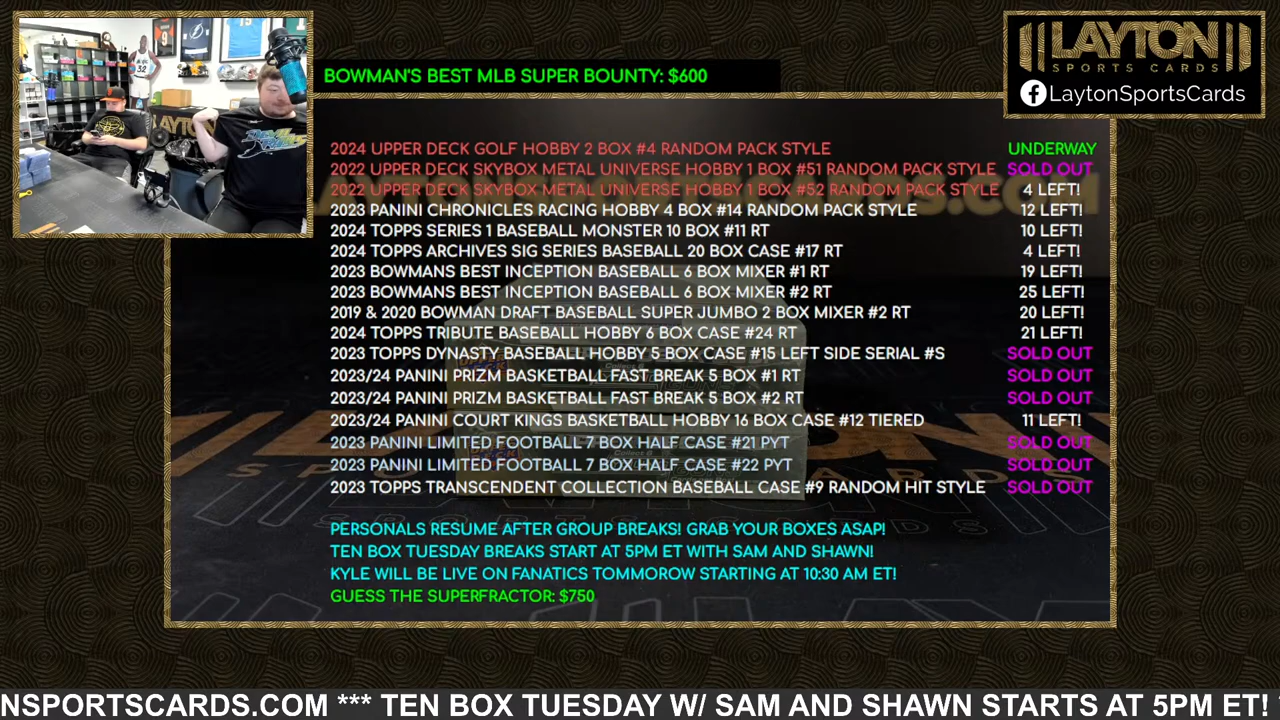 BOWMAN'S BEST MLB SUPER BOUNTY: $600
LAYTON
SPORTS CARDS
LaytonSportsCards
2024 UPPER DECK GOLF HOBBY 2 BOX #4 RANDOM PACK STYLE UNDERWAY
2022 UPPER DECK SKYBOX METAL UNIVERSE HOBBY 1 BOX #51 RANDOM PACK STYLE SOLD OUT
2022 UPPER DECK SKYBOX METAL UNIVERSE HOBBY 1 BOX #52 RANDOM PACK STYLE 4 LEFT!
2023 PANINI CHRONICLES RACING HOBBY 4 BOX #14 RANDOM PACK STYLE 12 LEFT!
2024 TOPPS SERIES 1 BASEBALL MONSTER 10 BOX #11 RT 10 LEFT!
2024 TOPPS ARCHIVES SIG SERIES BASEBALL 20 BOX CASE #17 RT 4 LEFT!
2023 BOWMANS BEST INCEPTION BASEBALL 6 BOX MIXER #1 RT 19 LEFT!
2023 BOWMANS BEST INCEPTION BASEBALL 6 BOX MIXER #2 RT 25 LEFT!
2019 & 2020 BOWMAN DRAFT BASEBALL SUPER JUMBO 2 BOX MIXER #2 RT 20 LEFT!
2024 TOPPS TRIBUTE BASEBALL HOBBY 6 BOX CASE #24 RT 21 LEFT!
2023 TOPPS DYNASTY BASEBALL HOBBY 5 BOX CASE #15 LEFT SIDE SERIAL #S SOLD OUT
2023/24 PANINI PRIZM BASKETBALL FAST BREAK 5 BOX #1 RT SOLD OUT
2023/24 PANINI PRIZM BASKETBALL FAST BREAK 5 BOX #2 RT SOLD OUT
2023/24 PANINI COURT KINGS BASKETBALL HOBBY 16 BOX CASE #12 TIERED 11 LEFT!
2023 PANINI LIMITED FOOTBALL 7 BOX HALF CASE #21 PYT SOLD OUT
2023 PANINI LIMITED FOOTBALL 7 BOX HALF CASE #22 PYT SOLD OUT
2023 TOPPS TRANSCENDENT COLLECTION BASEBALL CASE #9 RANDOM HIT STYLE SOLD OUT
PERSONALS RESUME AFTER GROUP BREAKS! GRAB YOUR BOXES ASAP!
TEN BOX TUESDAY BREAKS START AT 5PM ET WITH SAM AND SHAWN!
KYLE WILL BE LIVE ON FANATICS TOMMOROW STARTING AT 10:30 AM ET!
GUESS THE SUPERFRACTOR: $750
NSPORTSCARDS.COM *** TEN BOX TUESDAY W/ SAM AND SHAWN STARTS AT 5PM ET!